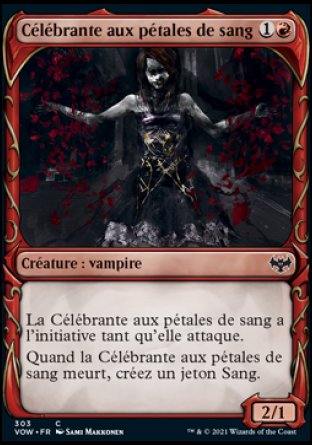 Célébrante aux pétales de sang 1
Créature : vampire
La Célébrante aux pétales de sang a
l'initiative tant qu'elle attaque.
Quand la Célébrante aux pétales de
sang meurt, créez un jeton Sang.
2/1
303 C
VOW • FR Sami Makkonen
™ & © 2021 Wizards of the Coast